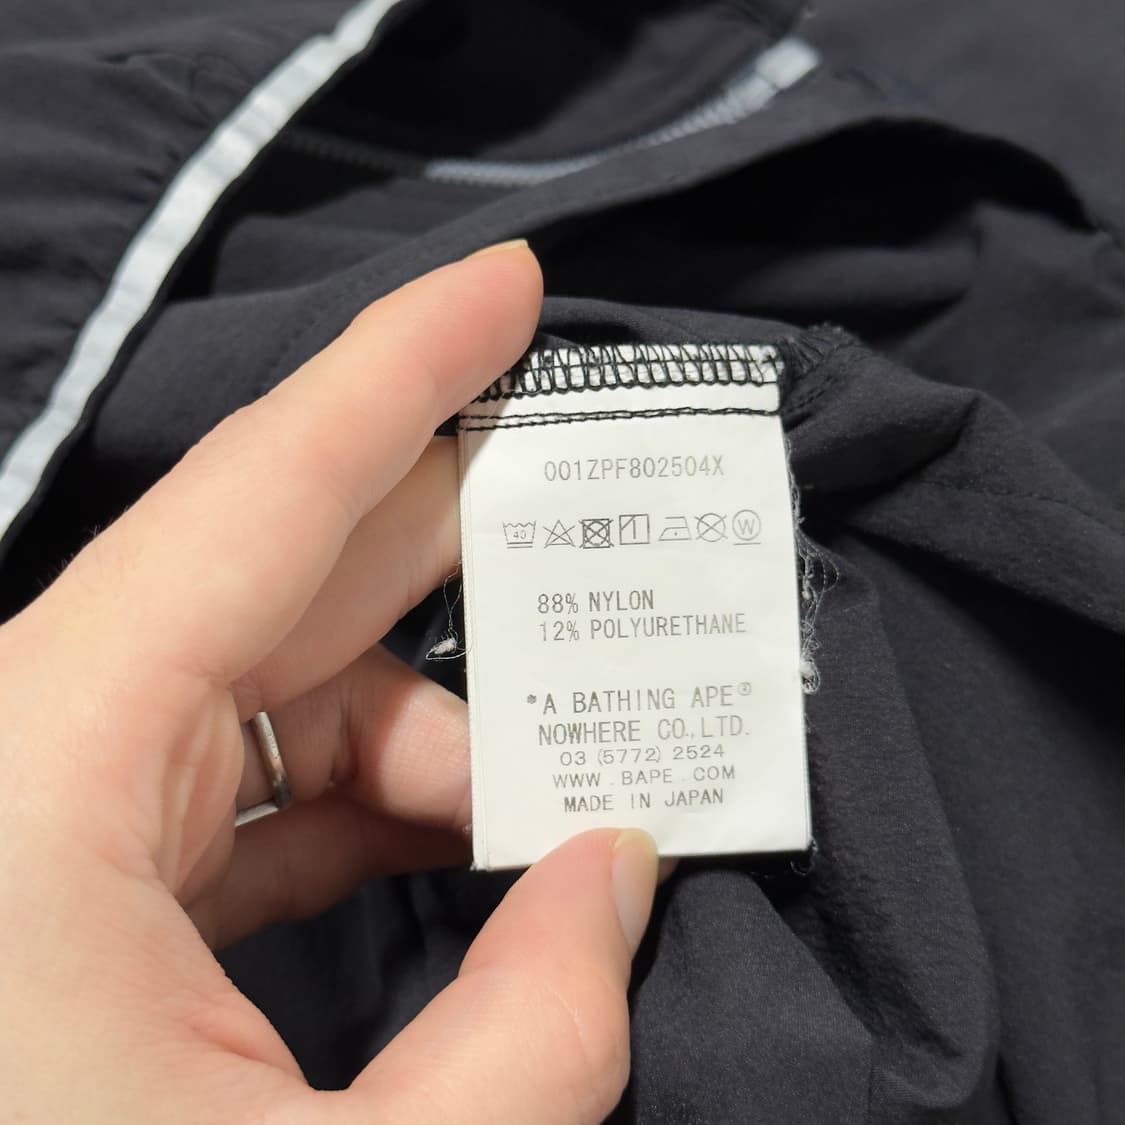 001ZPF802504X
40
W
88% NYLON
12% POLYURETHANE
*A BATHING APE®
NOWHERE CO.,LTD.
03 (5772) 2524
WWW . BAPE . COM
MADE IN JAPAN